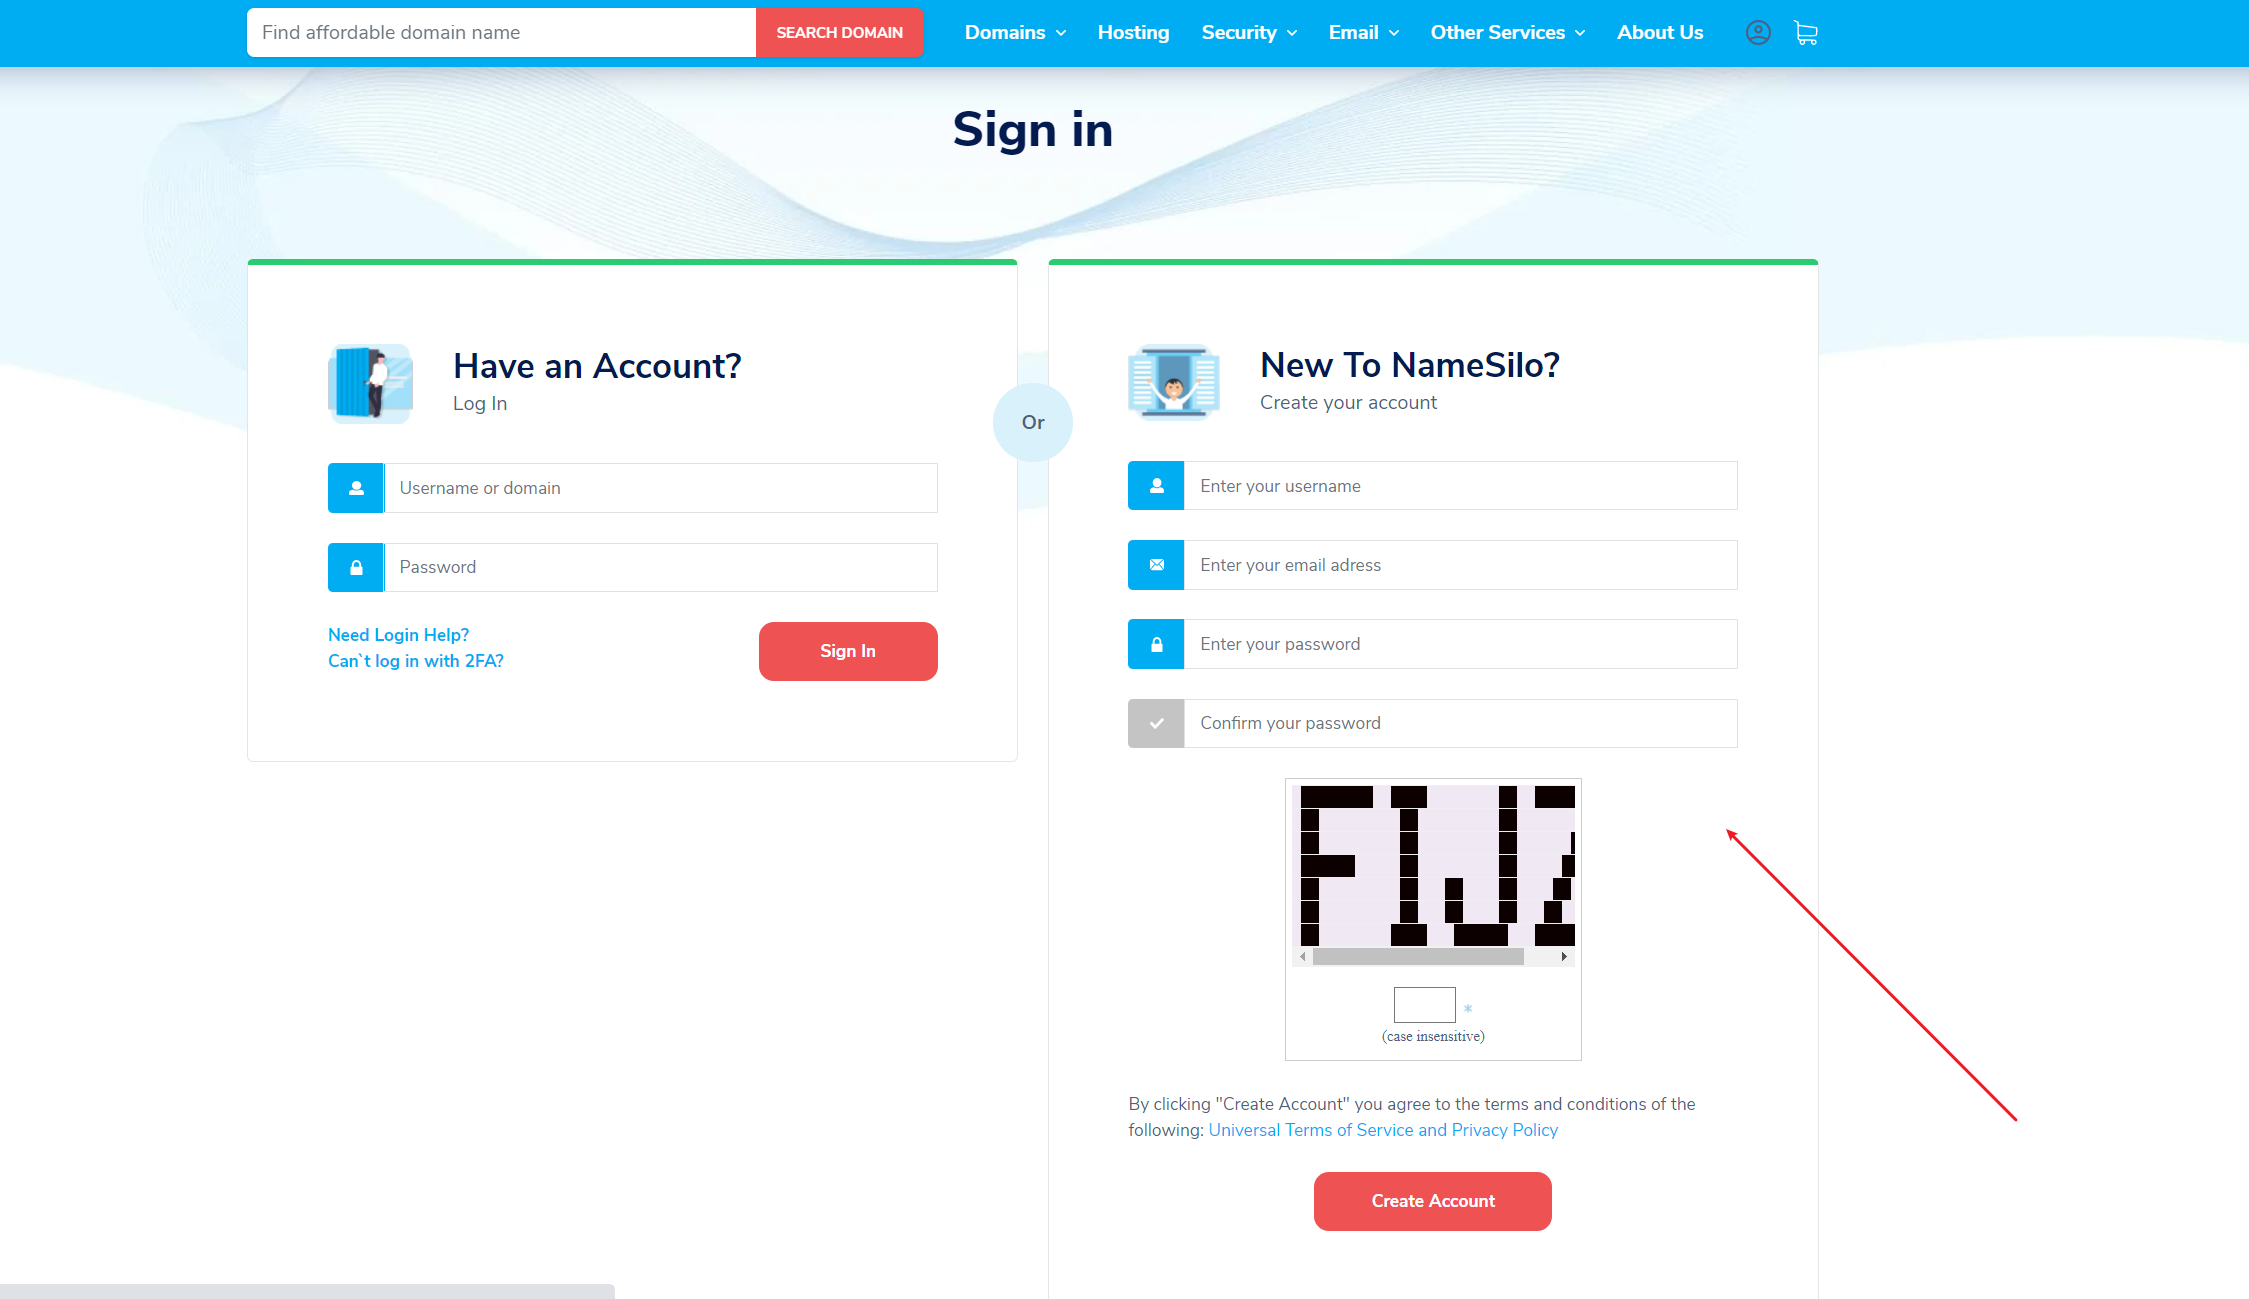 Find affordable domain name
SEARCH DOMAIN
Domains
Hosting
Security
Email
Other Services
About Us
Sign in
Have an Account?
Log In
Username or domain
Password
Need Login Help?
Can`t log in with 2FA?
Sign In
Or
New To NameSilo?
Create your account
Enter your username
Enter your email adress
Enter your password
Confirm your password
*
(case insensitive)
By clicking "Create Account" you agree to the terms and conditions of the
following: Universal Terms of Service and Privacy Policy
Create Account